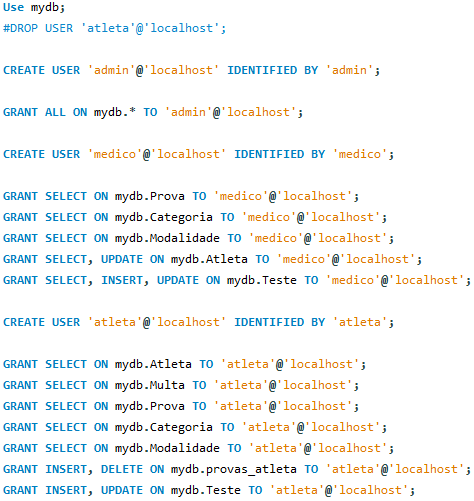 Use mydb;
#DROP USER 'atleta'@'localhost';
CREATE USER 'admin'@'localhost' IDENTIFIED BY 'admin';
GRANT ALL ON mydb.* TO 'admin'@'localhost';
CREATE USER 'medico'@'localhost' IDENTIFIED BY 'medico';
GRANT SELECT ON mydb.Prova TO 'medico'@'localhost';
GRANT SELECT ON mydb.Categoria TO 'medico'@'localhost';
GRANT SELECT ON mydb.Modalidade TO 'medico'@'localhost';
GRANT SELECT, UPDATE ON mydb.Atleta TO 'medico'@'localhost';
GRANT SELECT, INSERT, UPDATE ON mydb.Teste TO 'medico'@'localhost';
CREATE USER 'atleta'@'localhost' IDENTIFIED BY 'atleta';
GRANT SELECT ON mydb.Atleta TO 'atleta'@'localhost';
GRANT SELECT ON mydb.Multa TO 'atleta'@'localhost';
GRANT SELECT ON mydb.Prova TO 'atleta'@'localhost';
GRANT SELECT ON mydb.Categoria TO 'atleta'@'localhost';
GRANT SELECT ON mydb.Modalidade TO 'atleta'@'localhost';
GRANT INSERT, DELETE ON mydb.provas_atleta TO 'atleta'@'localhost';
GRANT INSERT, UPDATE ON mydb.Teste TO 'atleta'@'localhost';